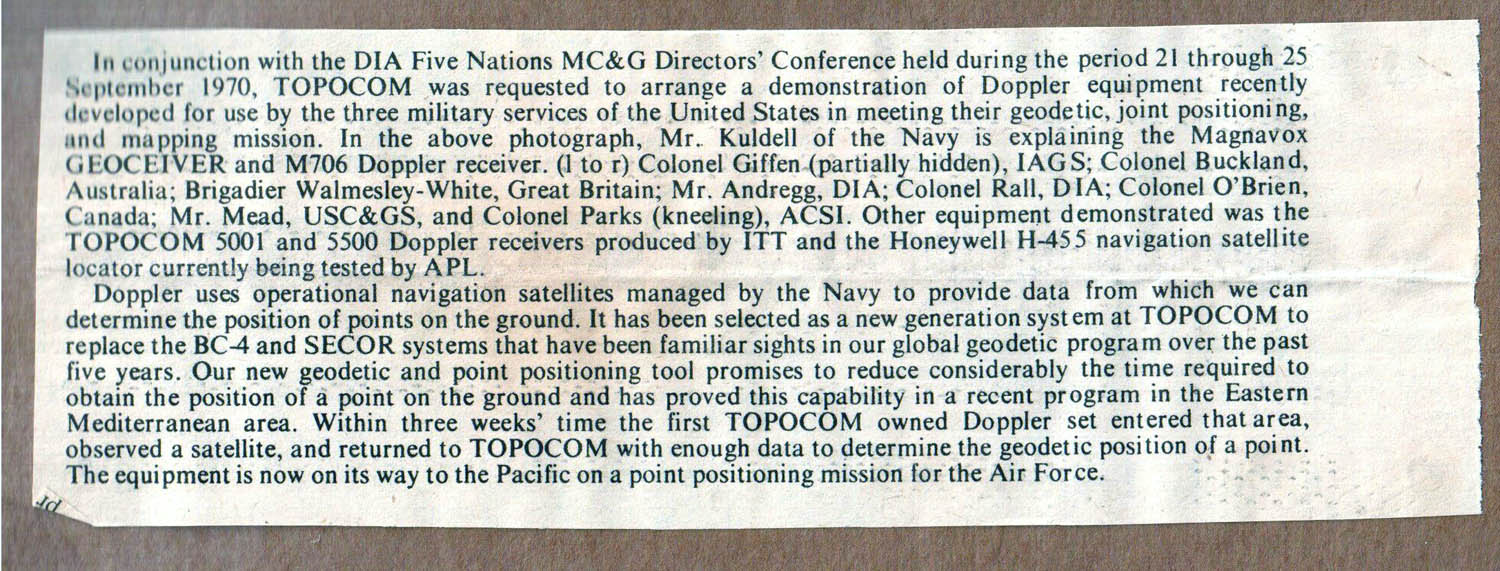 In conjunction with the DIA Five Nations MC&G Directors' Conference held during the period 21 through 25
September 1970, TOPOCOM was requested to arrange a demonstration of Doppler equipment recently
developed for use by the three military services of the United States in meeting their geodetic, joint positioning,
and mapping mission. In the above photograph, Mr. Kuldell of the Navy is explaining the Magnavox
GEOCEIVER and M706 Doppler receiver. (l to r) Colonel Giffen (partially hidden), IAGS; Colonel Buckland,
Australia; Brigadier Walmesley-White, Great Britain; Mr. Andregg, DIA; Colonel Rall, DIA; Colonel O'Brien,
Canada; Mr. Mead, USC&GS, and Colonel Parks (kneeling), ACSI. Other equipment demonstrated was the
TOPOCOM 5001 and 5500 Doppler receivers produced by ITT and the Honeywell H-455 navigation satellite
locator currently being tested by APL.
Doppler uses operational navigation satellites managed by the Navy to provide data from which we can
determine the position of points on the ground. It has been selected as a new generation system at TOPOCOM to
replace the BC-4 and SECOR systems that have been familiar sights in our global geodetic program over the past
five years. Our new geodetic and point positioning tool promises to reduce considerably the time required to
obtain the position of a point on the ground and has proved this capability in a recent program in the Eastern
Mediterranean area. Within three weeks' time the first TOPOCOM owned Doppler set entered that area,
observed a satellite, and returned to TOPOCOM with enough data to determine the geodetic position of a point.
The equipment is now on its way to the Pacific on a point positioning mission for the Air Force.